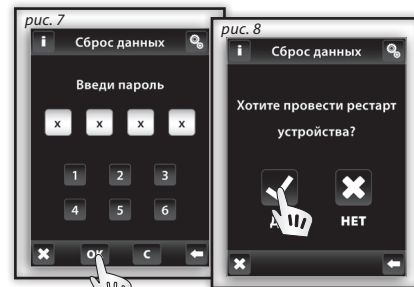 рис. 7
i Сброс данных
Введи пароль
x x x x
1 2 3
4 5 6
OK C
рис. 8
i Сброс данных
Хотите провести рестарт
устройства?
НЕТ